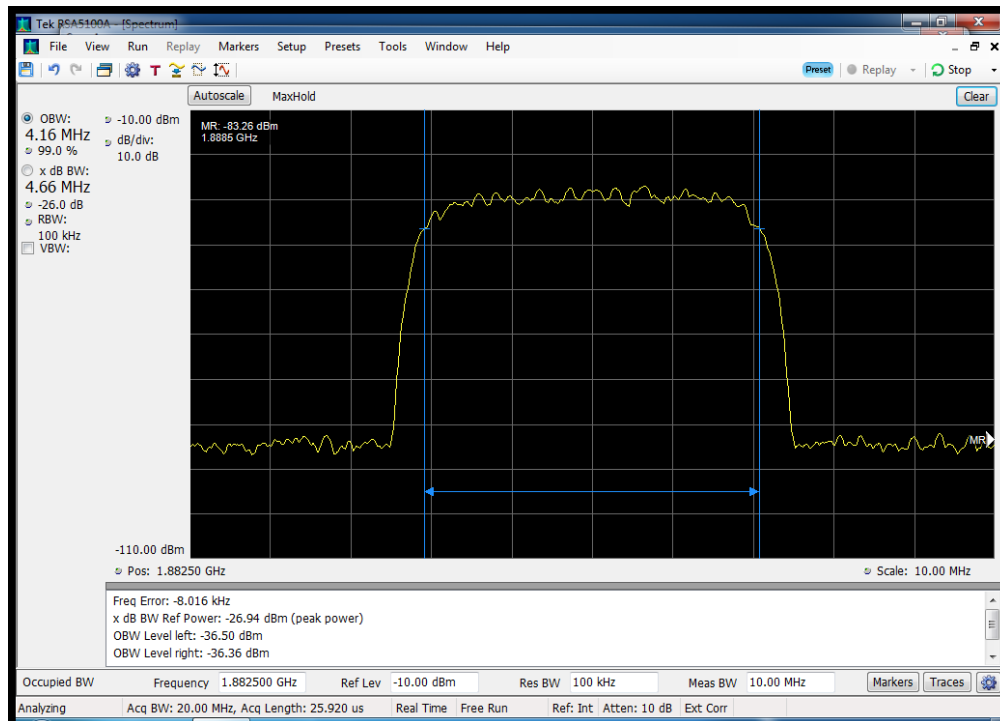 Tek RSA5100A - [Spectrum]
File View Run Replay Markers Setup Presets Tools Window Help
T Preset Replay Stop
Autoscale MaxHold Clear
OBW:
4.16 MHz
99.0 %
x dB BW:
4.66 MHz
-26.0 dB
RBW:
100 kHz
VBW:
-10.00 dBm
dB/div:
10.0 dB
MR: -83.26 dBm
1.8885 GHz
MR
-110.00 dBm
Pos: 1.88250 GHz Scale: 10.00 MHz
Freq Error: -8.016 kHz
x dB BW Ref Power: -26.94 dBm (peak power)
OBW Level left: -36.50 dBm
OBW Level right: -36.36 dBm
Occupied BW Frequency 1.882500 GHz Ref Lev -10.00 dBm Res BW 100 kHz Meas BW 10.00 MHz Markers Traces
Analyzing Acq BW: 20.00 MHz, Acq Length: 25.920 us Real Time Free Run Ref: Int Atten: 10 dB Ext Corr